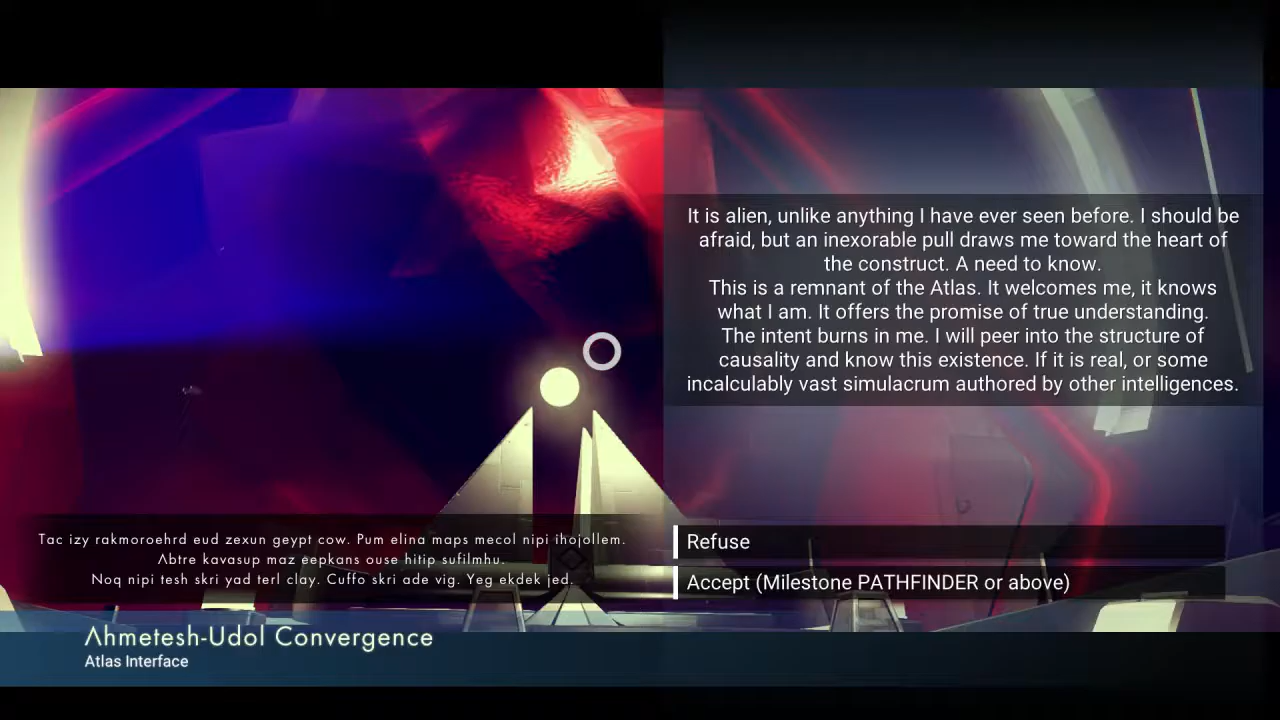 It is alien, unlike anything I have ever seen before. I should be
afraid, but an inexorable pull draws me toward the heart of
the construct. A need to know.
This is a remnant of the Atlas. It welcomes me, it knows
what I am. It offers the promise of true understanding.
The intent burns in me. I will peer into the structure of
causality and know this existence. If it is real, or some
incalculably vast simulacrum authored by other intelligences.
Tac izy rakmoroehrd eud zexun geypt cow. Pum elina maps mecol nipi ihojollem.
Abtre kavasup maz eepkans ouse hitip sufilmhu.
Noq nipi tesh skri yad terl clay. Cuffo skri ade vig. Yeg ekdek jed.
Refuse
Accept (Milestone PATHFINDER or above)
Ahmetesh-Udol Convergence
Atlas Interface